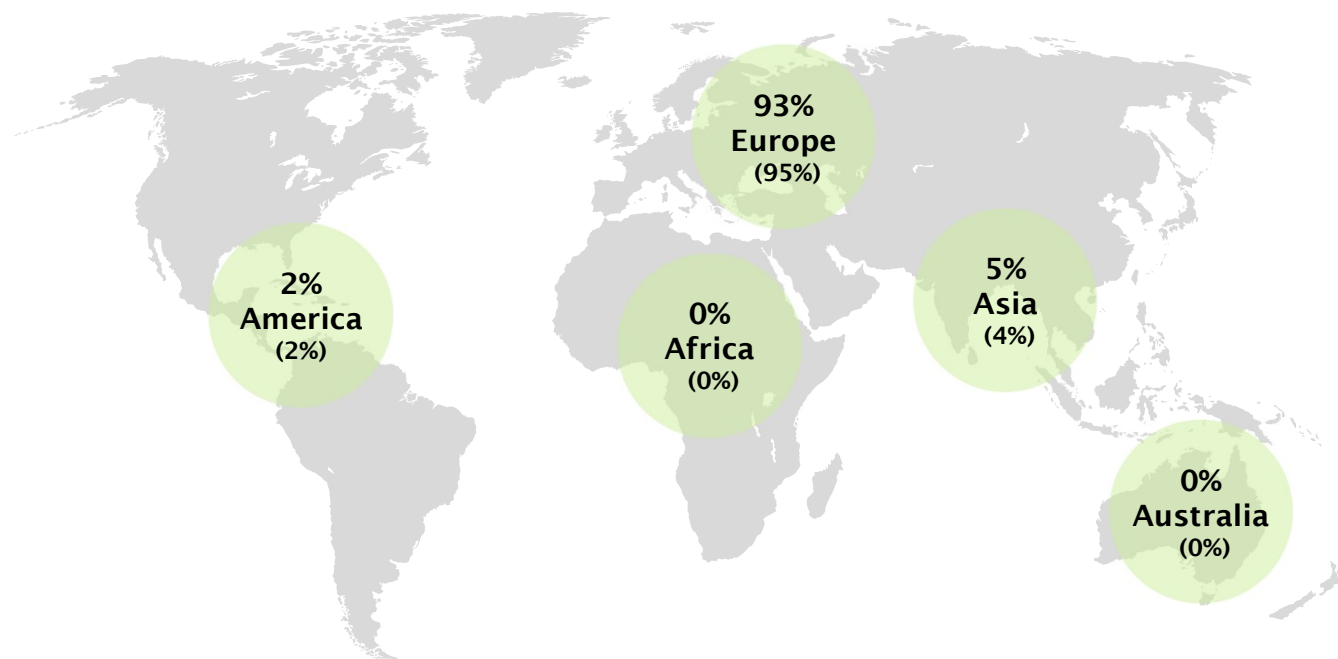 93%
Europe
(95%)
2%
America
(2%)
0%
Africa
(0%)
5%
Asia
(4%)
0%
Australia
(0%)